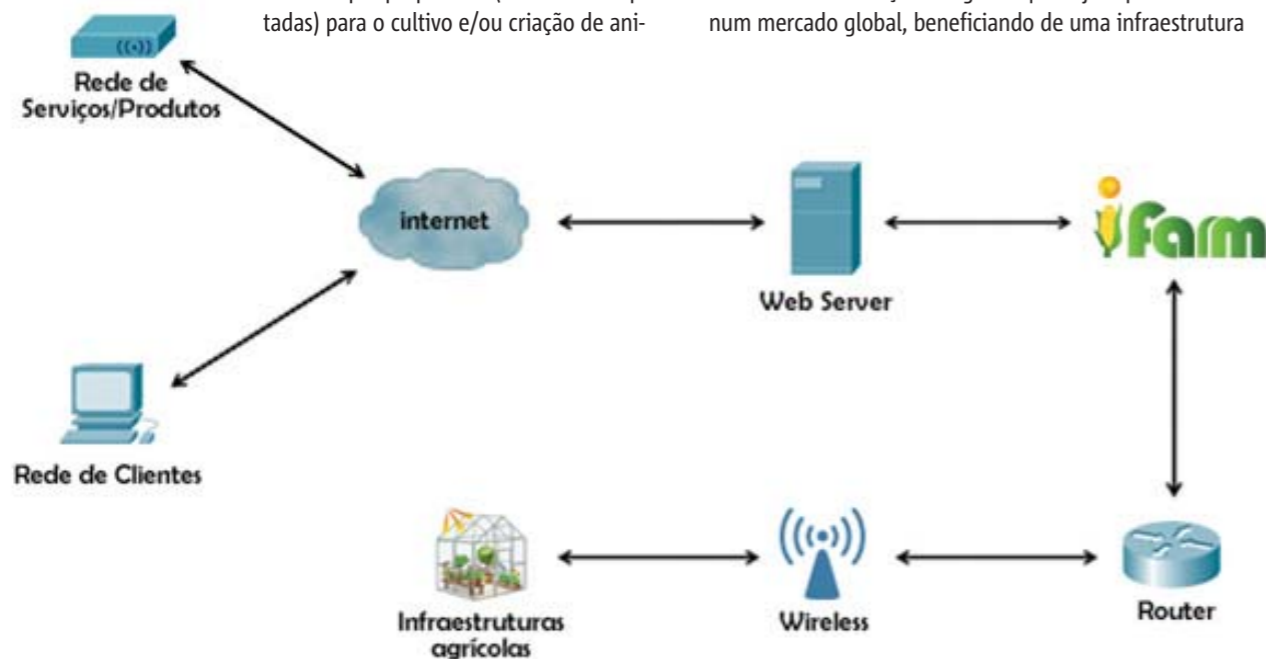 tadas) para o cultivo e/ou criação de ani-
num mercado global, beneficiando de uma infraestrutura
Rede de
Serviços/Produtos
internet
Web Server
ifarm
Rede de Clientes
Infraestruturas
agrícolas
Wireless
Router